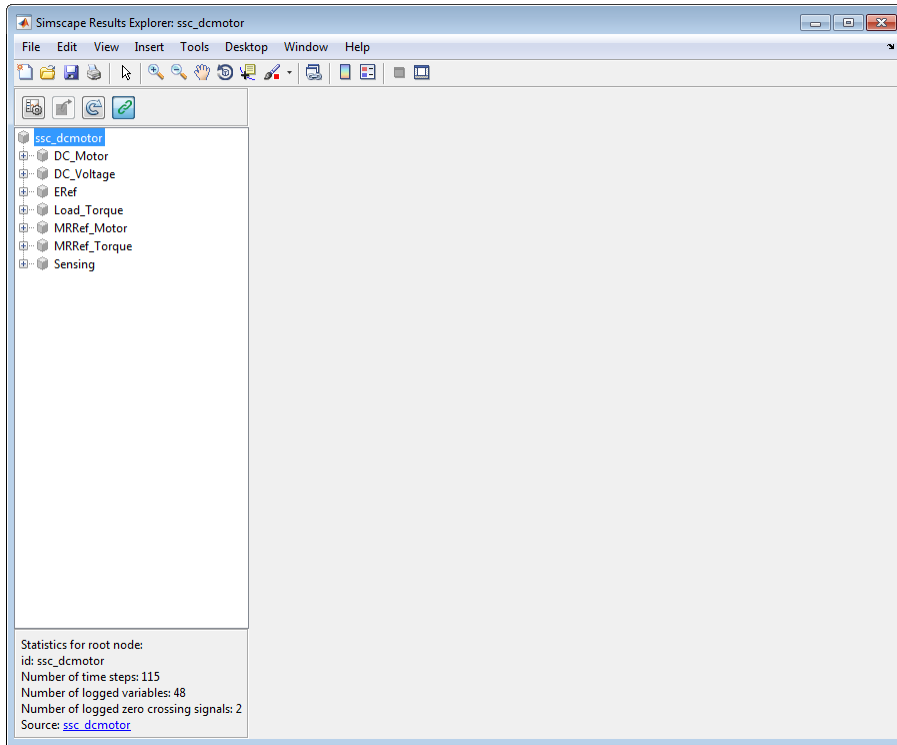 Simscape Results Explorer: ssc_dcmotor
File Edit View Insert Tools Desktop Window Help
ssc_dcmotor
DC_Motor
DC_Voltage
ERef
Load_Torque
MRRef_Motor
MRRef_Torque
Sensing
Statistics for root node:
id: ssc_dcmotor
Number of time steps: 115
Number of logged variables: 48
Number of logged zero crossing signals: 2
Source: ssc_dcmotor